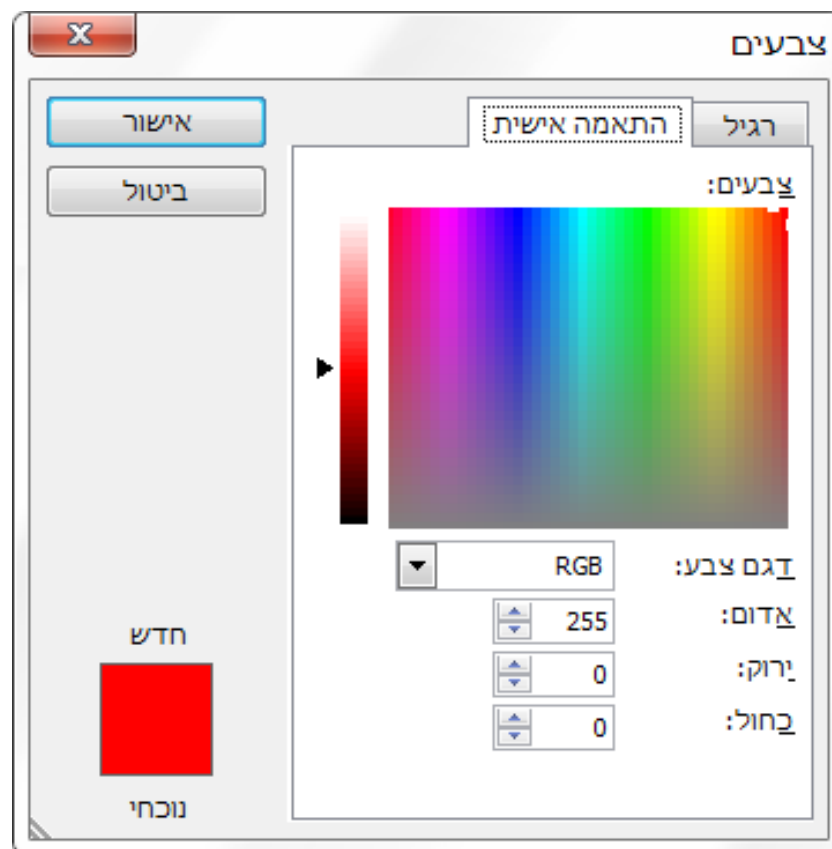 צבעים
רגיל
התאמה אישית
אישור
ביטול
צבעים:
דגם צבע: RGB
אדום: 255
ירוק: 0
כחול: 0
חדש
נוכחי